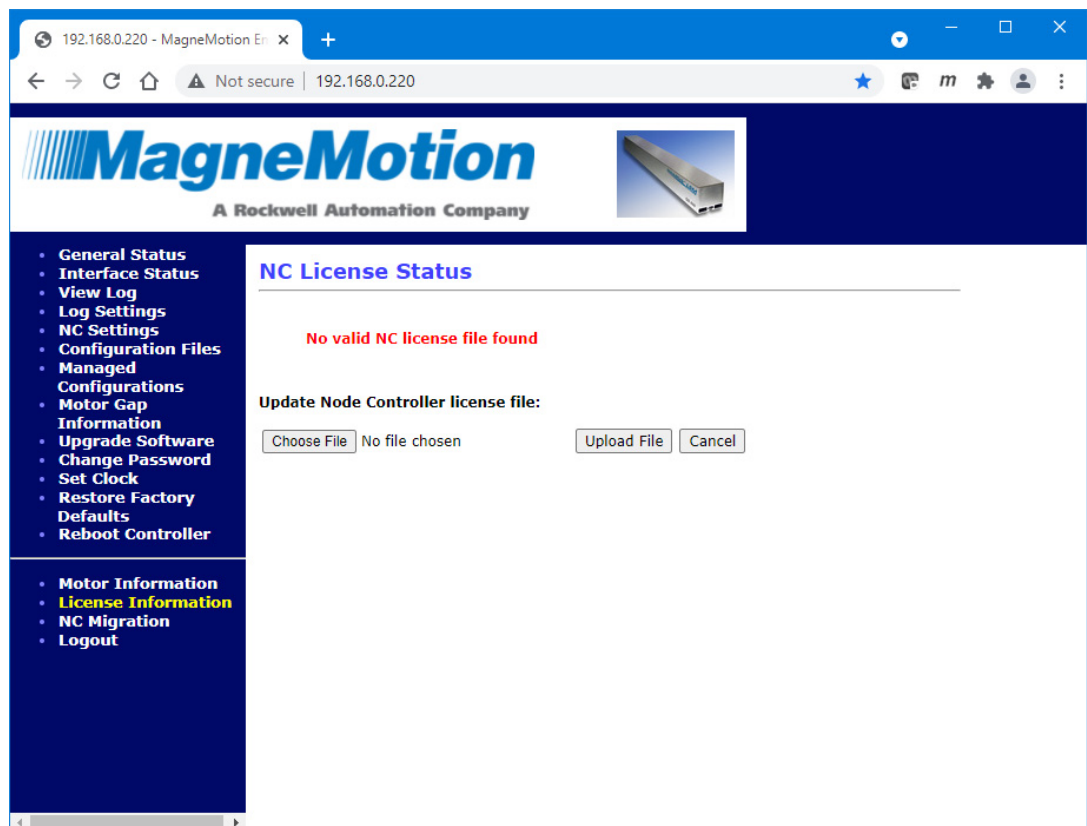 192.168.0.220 - MagneMotion En
Not secure | 192.168.0.220
MagneMotion
A Rockwell Automation Company
General Status
Interface Status
View Log
Log Settings
NC Settings
Configuration Files
Managed
Configurations
Motor Gap
Information
Upgrade Software
Change Password
Set Clock
Restore Factory
Defaults
Reboot Controller
Motor Information
License Information
NC Migration
Logout
NC License Status
No valid NC license file found
Update Node Controller license file:
Choose File No file chosen Upload File Cancel